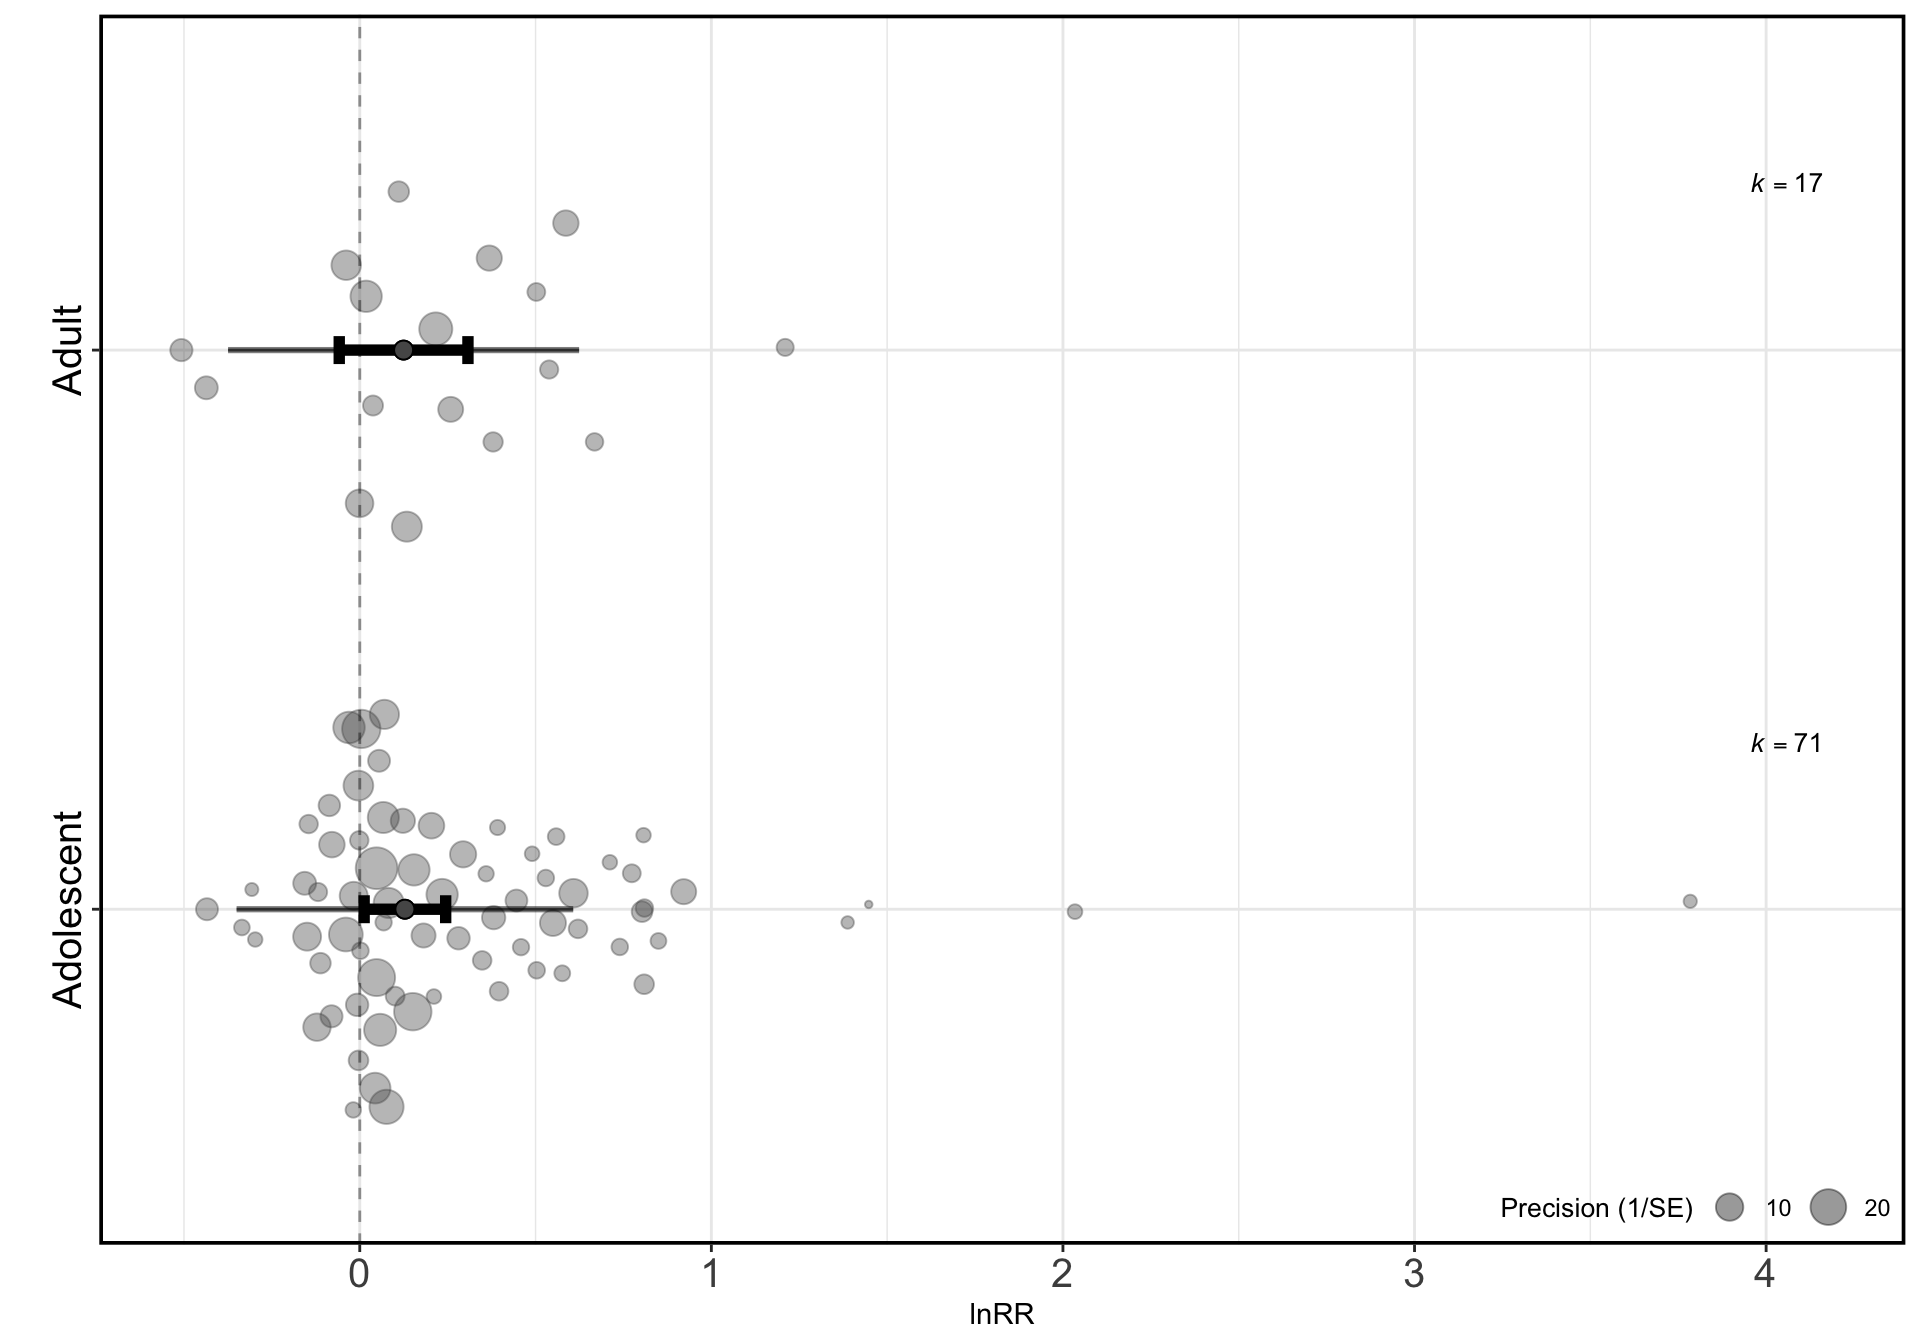 k = 17
Adult
k = 71
Adolescent
Precision (1/SE) 10 20
0 1 2 3 4
lnRR